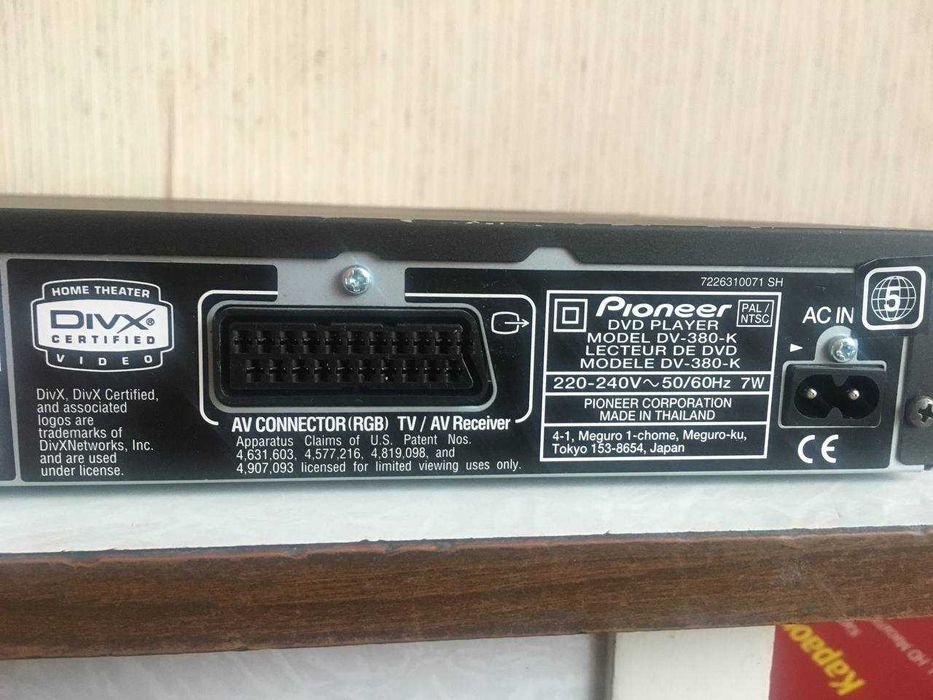 HOME THEATER
DIVX®
CERTIFIED
VIDEO
DivX, DivX Certified,
and associated
logos are
trademarks of
DivXNetworks, Inc.
and are used
under license.
AV CONNECTOR (RGB) TV / AV Receiver
Apparatus Claims of U.S. Patent Nos.
4,631,603, 4,577,216, 4,819,098, and
4,907,093 licensed for limited viewing uses only.
7226310071 SH
Pioneer
PAL /
NTSC
DVD PLAYER
MODEL DV-380-K
LECTEUR DE DVD
MODELE DV-380-K
220-240V~50/60Hz 7W
PIONEER CORPORATION
MADE IN THAILAND
4-1, Meguro 1-chome, Meguro-ku,
Tokyo 153-8654, Japan
AC IN
5
CE